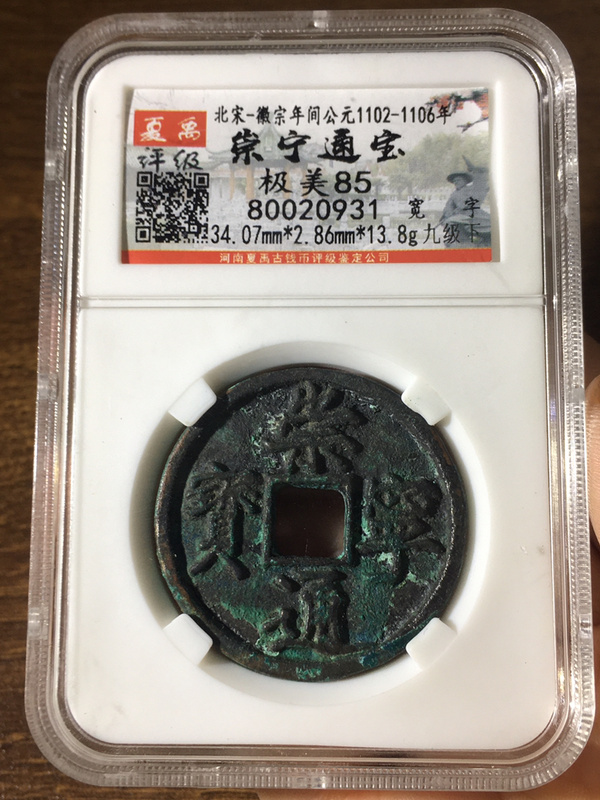 夏禹
评级
北宋-徽宗年间公元1102-1106年
崇宁通宝
极美85
80020931 宽 字
34.07mm*2.86mm*13.8g 九级下
河南夏禹古钱币评级鉴定公司
崇
寧
通
寶